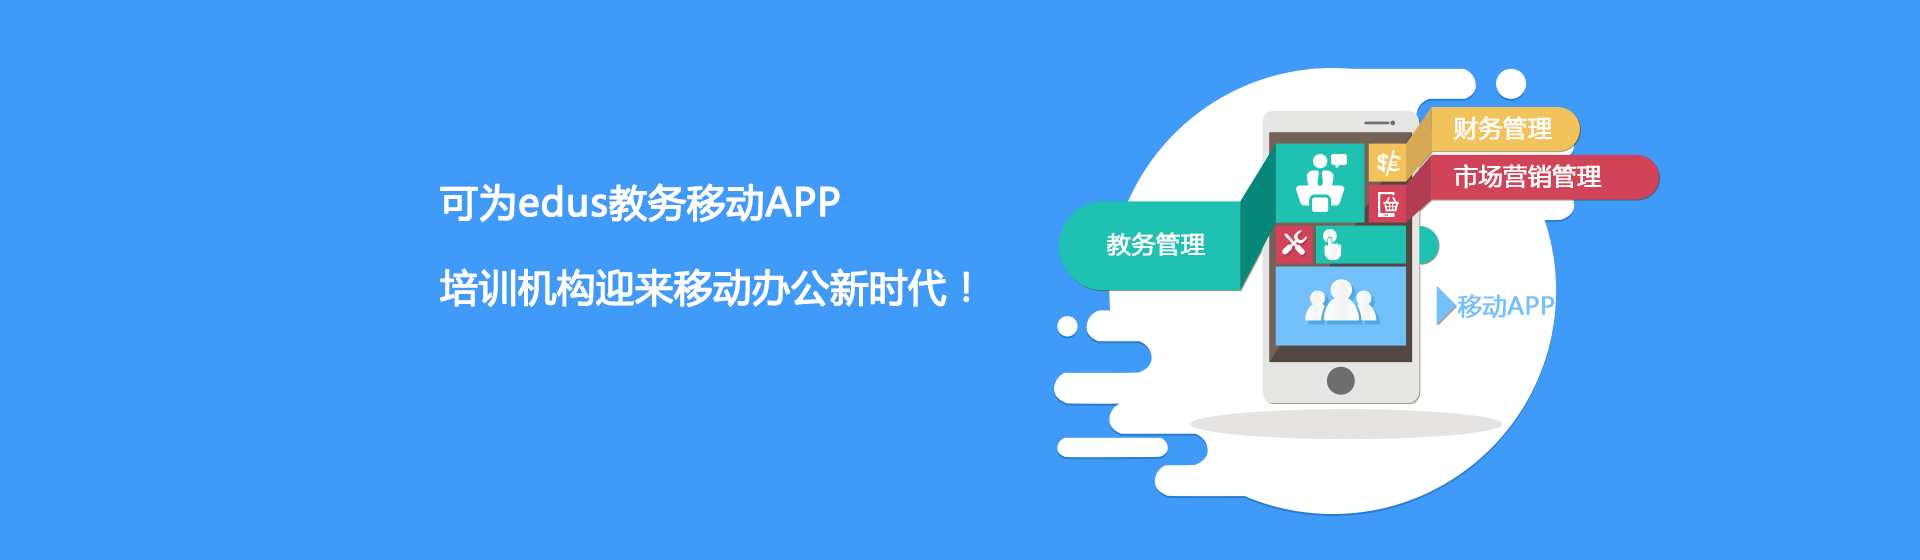 可为edus教务移动APP
培训机构迎来移动办公新时代！
财务管理
市场营销管理
教务管理
移动APP